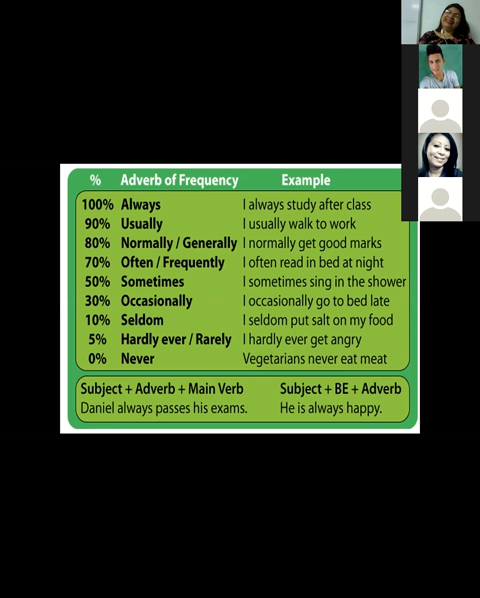 % Adverb of Frequency Example
100% Always I always study after class
90% Usually I usually walk to work
80% Normally / Generally I normally get good marks
70% Often / Frequently I often read in bed at night
50% Sometimes I sometimes sing in the shower
30% Occasionally I occasionally go to bed late
10% Seldom I seldom put salt on my food
5% Hardly ever / Rarely I hardly ever get angry
0% Never Vegetarians never eat meat
Subject + Adverb + Main Verb Subject + BE + Adverb
Daniel always passes his exams. He is always happy.